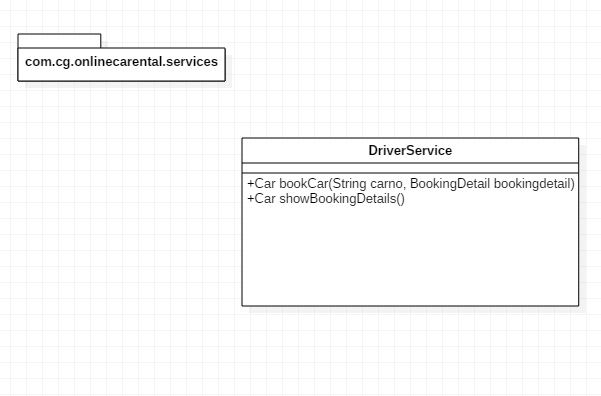 com.cg.onlinecarental.services
DriverService
+Car bookCar(String carno, BookingDetail bookingdetail)
+Car showBookingDetails()